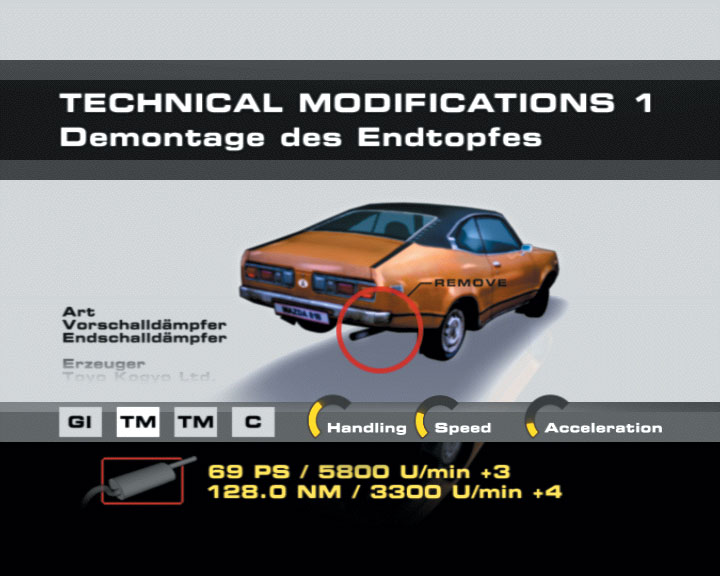 TECHNICAL MODIFICATIONS 1
Demontage des Endtopfes
REMOVE
MAZDA 818
Art
Vorschalldämpfer
Endschalldämpfer
Erzeuger
Toyo Kogyo Ltd.
GI TM TM C Handling Speed Acceleration
69 PS / 5800 U/min +3
128.0 NM / 3300 U/min +4